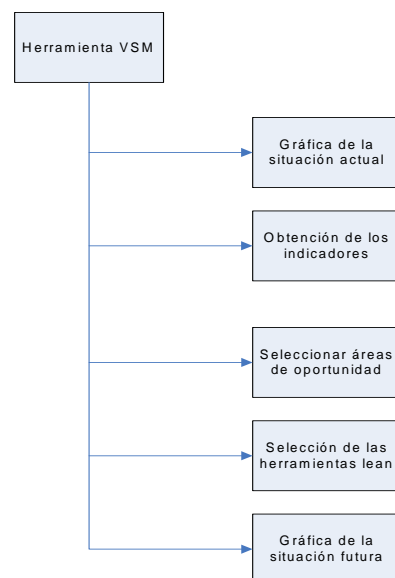 Herramienta VSM
Gráfica de la
situación actual
Obtención de los
indicadores
Seleccionar áreas
de oportunidad
Selección de las
herramientas lean
Gráfica de la
situación futura